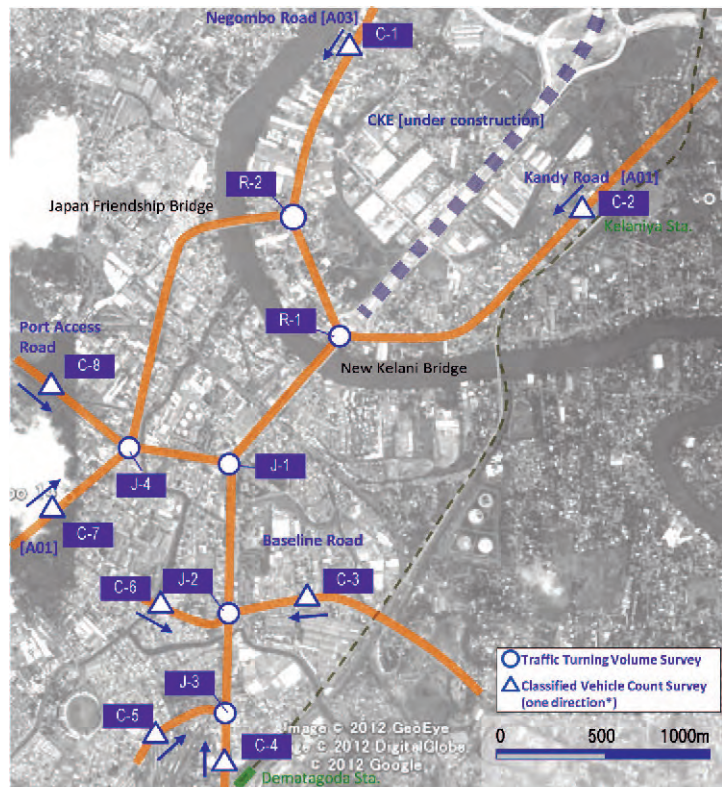 Negombo Road [A03]
C-1
CKE [under construction]
Kandy Road [A01]
C-2
Kelaniya Sta.
R-2
Japan Friendship Bridge
R-1
New Kelani Bridge
Port Access
Road
C-8
J-4
J-1
C-7
[A01]
Baseline Road
C-6
J-2
C-3
J-3
C-5
C-4
Dematagoda Sta.
Image © 2012 GeoEye
© 2012 DigitalGlobe
© 2012 Google
Traffic Turning Volume Survey
Classified Vehicle Count Survey
(one direction*)
0 500 1000m